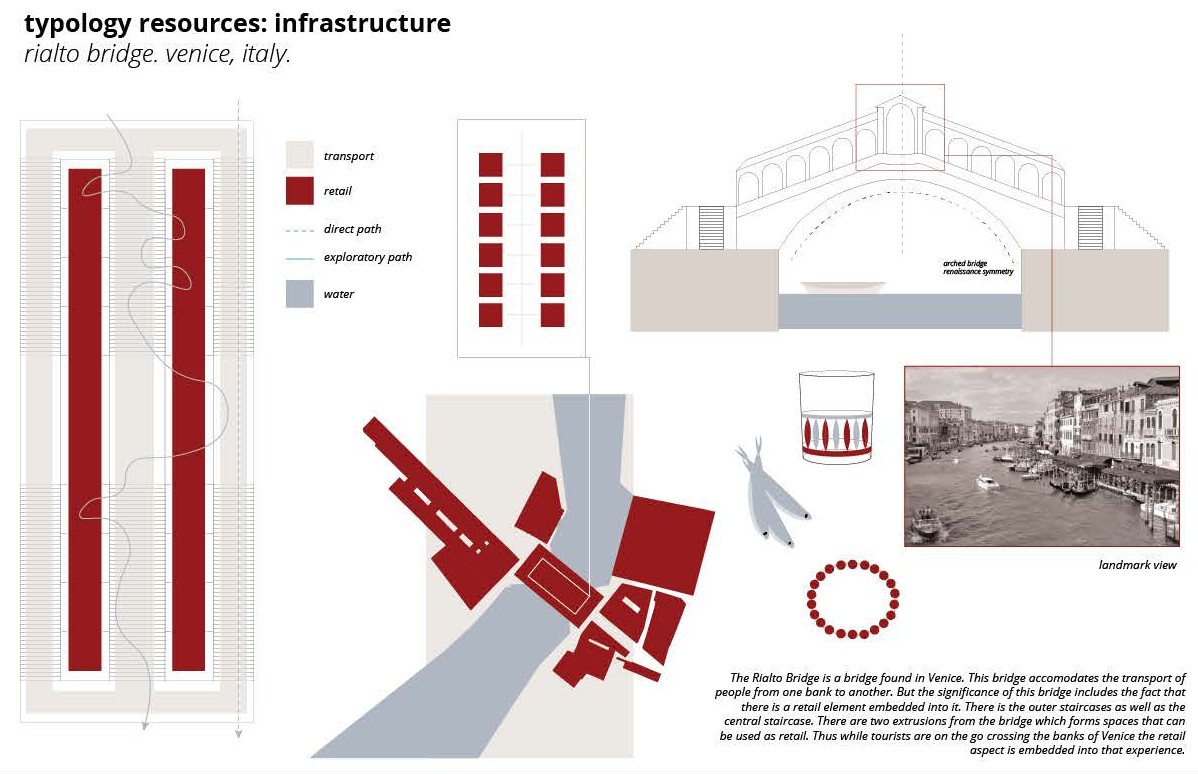 typology resources: infrastructure
rialto bridge. venice, italy.
transport
retail
direct path
exploratory path
water
arched bridge
renaissance symmetry
landmark view
The Rialto Bridge is a bridge found in Venice. This bridge accomodates the transport of
people from one bank to another. But the significance of this bridge includes the fact that
there is a retail element embedded into it. There is the outer staircases as well as the
central staircase. There are two extrusions from the bridge which forms spaces that can
be used as retail. Thus while tourists are on the go crossing the banks of Venice the retail
aspect is embedded into that experience.